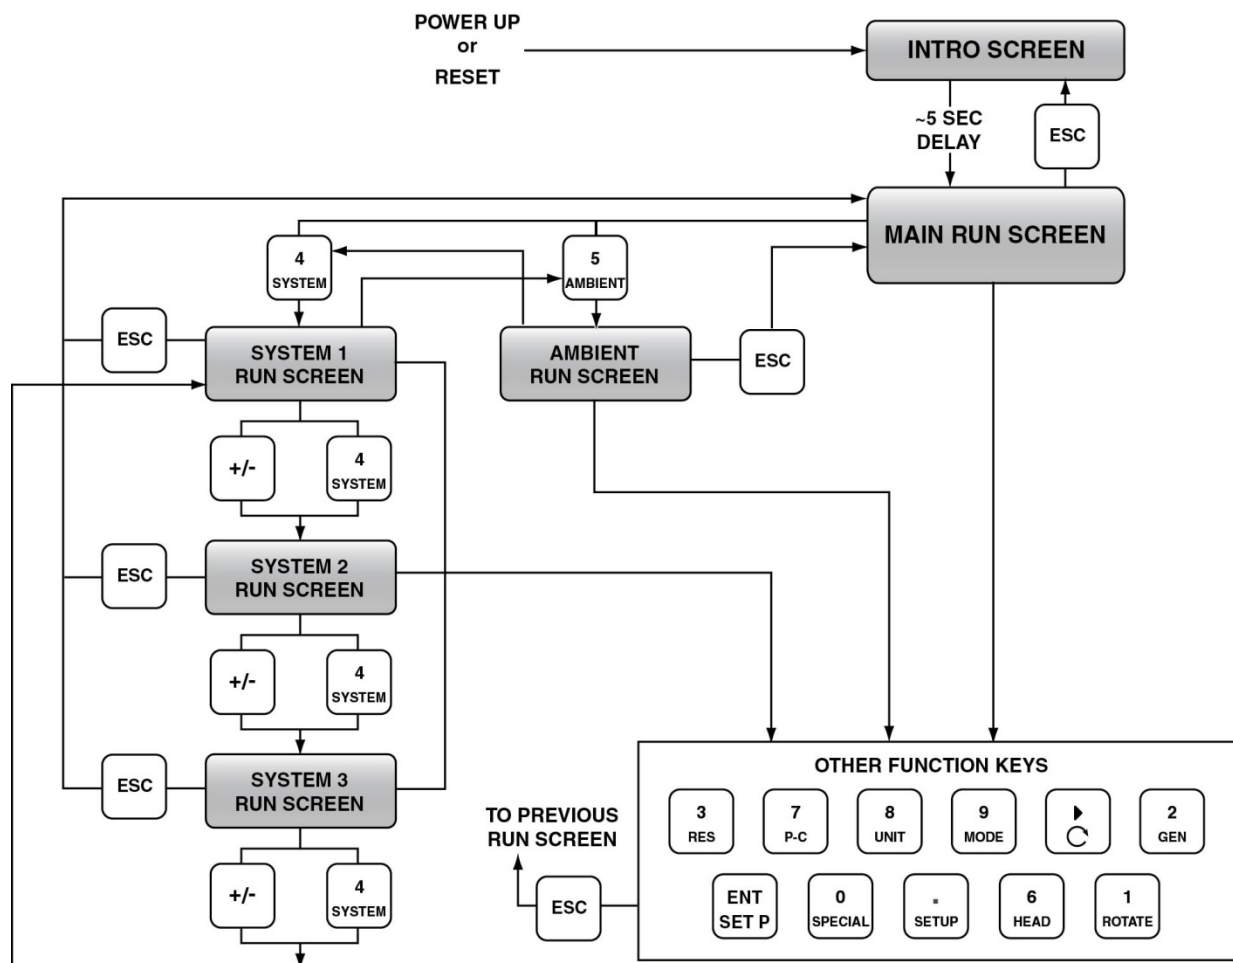 POWER UP
or
RESET
INTRO SCREEN
~5 SEC
DELAY
ESC
MAIN RUN SCREEN
4
SYSTEM
5
AMBIENT
ESC
SYSTEM 1
RUN SCREEN
AMBIENT
RUN SCREEN
ESC
+/-
4
SYSTEM
ESC
SYSTEM 2
RUN SCREEN
+/-
4
SYSTEM
ESC
SYSTEM 3
RUN SCREEN
+/-
4
SYSTEM
TO PREVIOUS
RUN SCREEN
ESC
OTHER FUNCTION KEYS
3
RES
7
P-C
8
UNIT
9
MODE
2
GEN
ENT
SET P
0
SPECIAL
.
SETUP
6
HEAD
1
ROTATE